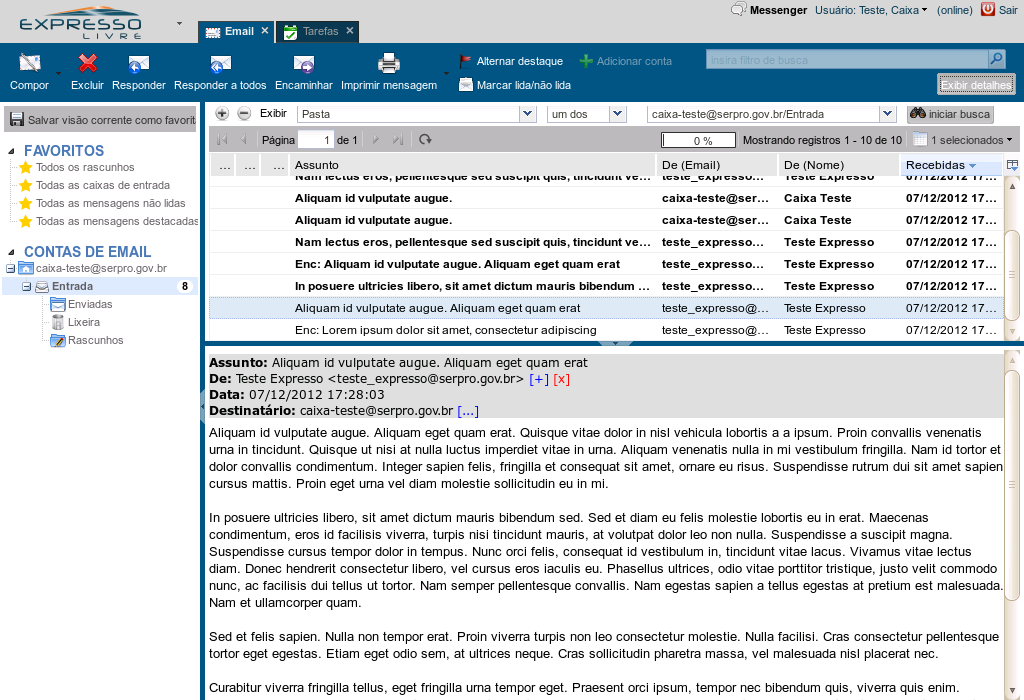 EXPRESSO
LIVRE
Email
Tarefas
Messenger
Usuário: Teste, Caixa
(online)
Sair
Compor
Excluir
Responder
Responder a todos
Encaminhar
Imprimir mensagem
Alternar destaque
Adicionar conta
Marcar lida/não lida
insira filtro de busca
Exibir detalhes
Salvar visão corrente como favorit
FAVORITOS
Todos os rascunhos
Todas as caixas de entrada
Todas as mensagens não lidas
Todas as mensagens destacadas
CONTAS DE EMAIL
caixa-teste@serpro.gov.br
Entrada 8
Enviadas
Lixeira
Rascunhos
Exibir Pasta um dos caixa-teste@serpro.gov.br/Entrada iniciar busca
Página 1 de 1 0 % Mostrando registros 1 - 10 de 10 1 selecionados
... ... ... Assunto De (Email) De (Nome) Recebidas
Nam lectus eros, pellentesque sed suscipit quis, tincidunt ve... teste_expresso... Teste Expresso 07/12/2012 17...
Aliquam id vulputate augue. caixa-teste@ser... Caixa Teste 07/12/2012 17...
Aliquam id vulputate augue. caixa-teste@ser... Caixa Teste 07/12/2012 17...
Nam lectus eros, pellentesque sed suscipit quis, tincidunt ve... teste_expresso... Teste Expresso 07/12/2012 17...
Enc: Aliquam id vulputate augue. Aliquam eget quam erat teste_expresso... Teste Expresso 07/12/2012 17...
In posuere ultricies libero, sit amet dictum mauris bibendum ... teste_expresso... Teste Expresso 07/12/2012 17...
Aliquam id vulputate augue. Aliquam eget quam erat teste_expresso@... Teste Expresso 07/12/2012 17...
Enc: Lorem ipsum dolor sit amet, consectetur adipiscing teste_expresso@... Teste Expresso 07/12/2012 17...
Assunto: Aliquam id vulputate augue. Aliquam eget quam erat
De: Teste Expresso <teste_expresso@serpro.gov.br> [+] [x]
Data: 07/12/2012 17:28:03
Destinatário: caixa-teste@serpro.gov.br [...]
Aliquam id vulputate augue. Aliquam eget quam erat. Quisque vitae dolor in nisl vehicula lobortis a a ipsum. Proin convallis venenatis
urna in tincidunt. Quisque ut nisi at nulla luctus imperdiet vitae in urna. Aliquam venenatis nulla in mi vestibulum fringilla. Nam id tortor et
dolor convallis condimentum. Integer sapien felis, fringilla et consequat sit amet, ornare eu risus. Suspendisse rutrum dui sit amet sapien
cursus mattis. Proin eget urna vel diam molestie sollicitudin eu in mi.
In posuere ultricies libero, sit amet dictum mauris bibendum sed. Sed et diam eu felis molestie lobortis eu in erat. Maecenas
condimentum, eros id facilisis viverra, turpis nisi tincidunt mauris, at volutpat dolor leo non nulla. Suspendisse a suscipit magna.
Suspendisse cursus tempor dolor in tempus. Nunc orci felis, consequat id vestibulum in, tincidunt vitae lacus. Vivamus vitae lectus
diam. Donec hendrerit consectetur libero, vel cursus eros iaculis eu. Phasellus ultrices, odio vitae porttitor tristique, justo velit commodo
nunc, ac facilisis dui tellus ut tortor. Nam semper pellentesque convallis. Nam egestas sapien a tellus egestas at pretium est malesuada.
Nam et ullamcorper quam.
Sed et felis sapien. Nulla non tempor erat. Proin viverra turpis non leo consectetur molestie. Nulla facilisi. Cras consectetur pellentesque
tortor eget egestas. Etiam eget odio sem, at ultrices neque. Cras sollicitudin pharetra massa, vel malesuada nisl placerat nec.
Curabitur viverra fringilla tellus, eget fringilla urna tempor eget. Praesent orci ipsum, tempor nec bibendum quis, viverra quis enim.